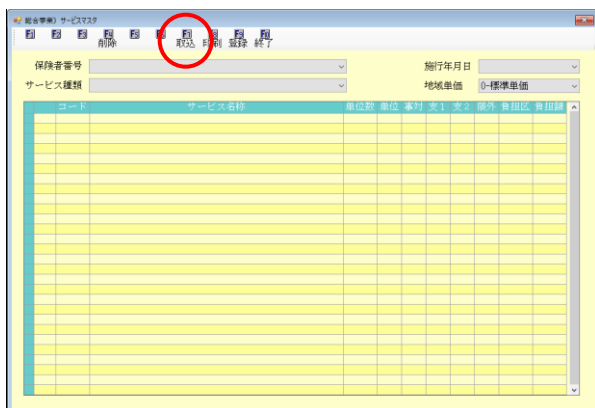 総合事業) サービスマスタ
F1 F2 F3 F4 F5 F7 F9 F10
削除 取込 印刷 登録 終了
保険者番号 施行年月日
サービス種類 地域単価 0-標準単価
コード サービス名称 単位数 単位 事対 支1 支2 限外 負担区 負担額